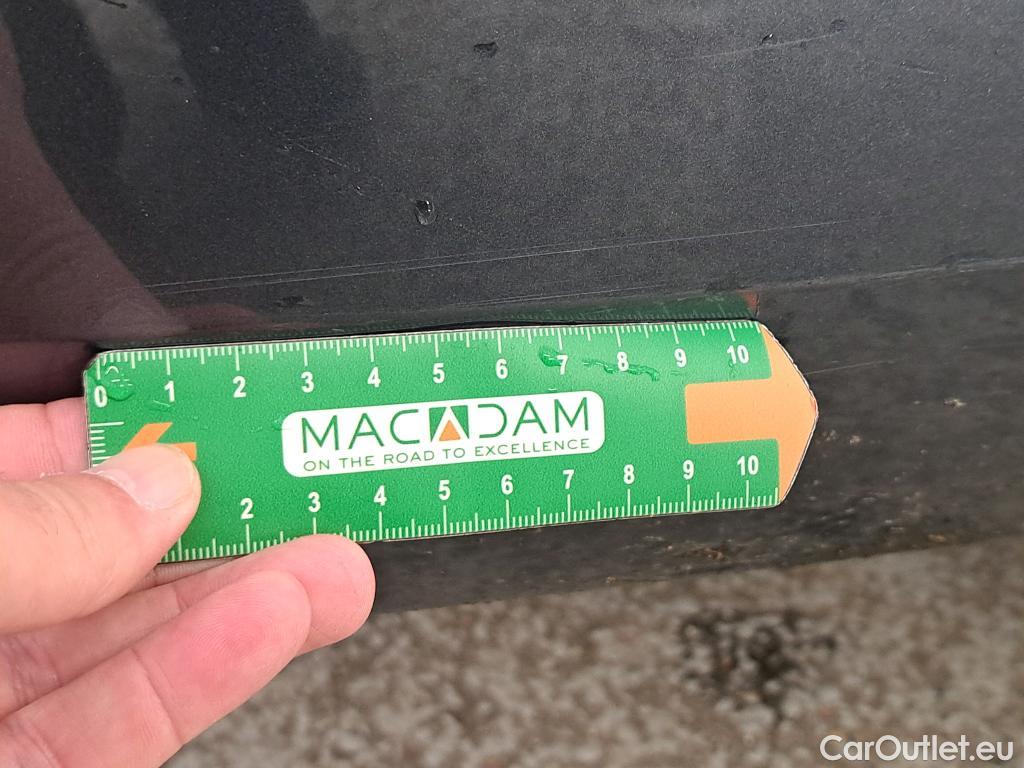 0 1 2 3 4 5 6 7 8 9 10
MACADAM
ON THE ROAD TO EXCELLENCE
2 3 4 5 6 7 8 9 10
CarOutlet.eu